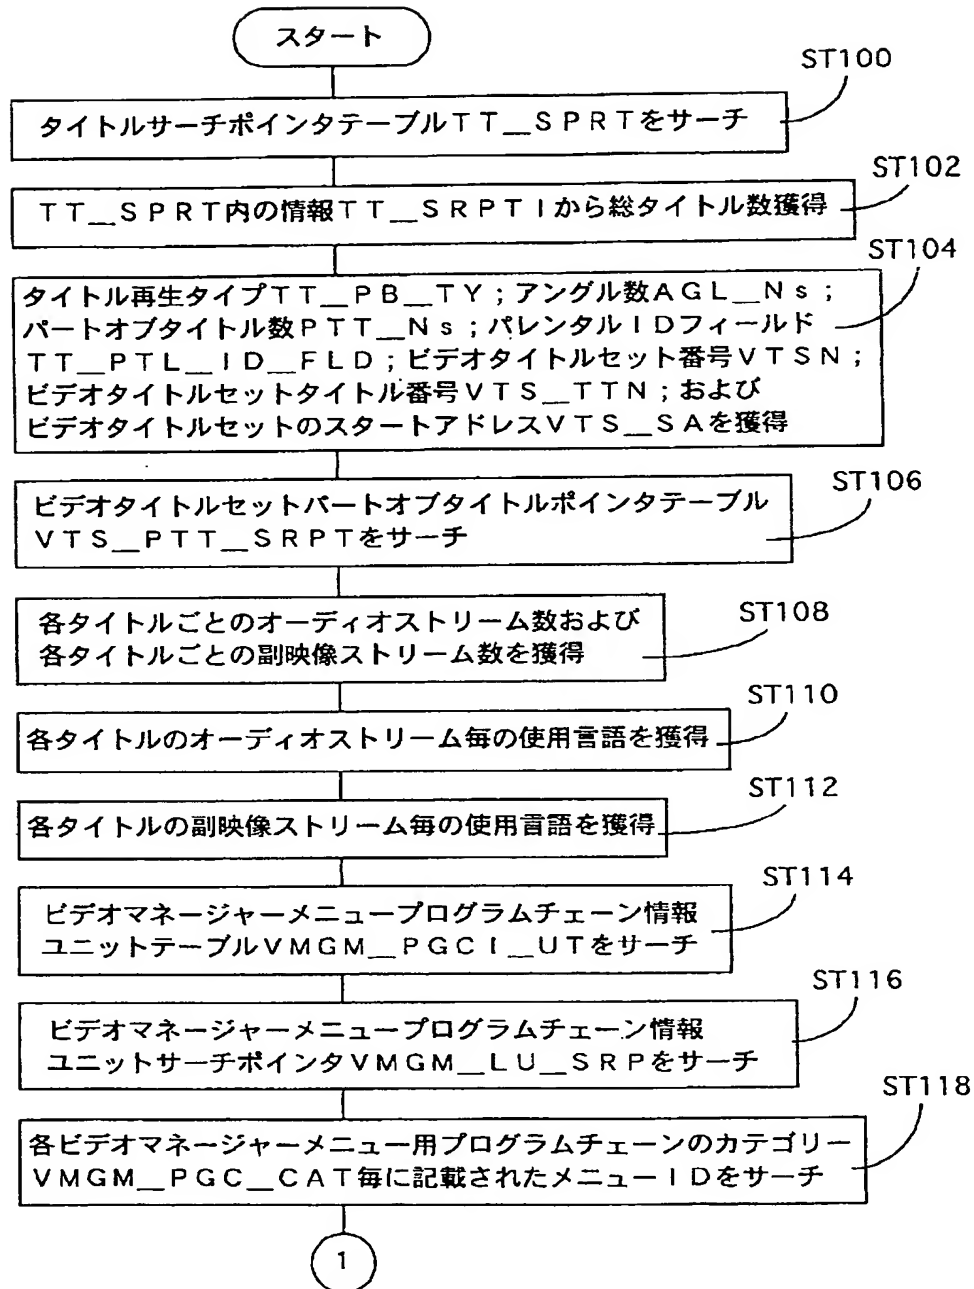 スタート
ST100
タイトルサーチポインタテーブルTT__SPRTをサーチ
ST102
TT__SPRT内の情報TT__SRPTIから総タイトル数獲得
ST104
タイトル再生タイプTT__PB__TY；アングル数AGL__Ns；
パートオブタイトル数PTT__Ns；パレンタルIDフィールド
TT__PTL__ID__FLD；ビデオタイトルセット番号VTSN；
ビデオタイトルセットタイトル番号VTS__TTN；および
ビデオタイトルセットのスタートアドレスVTS__SAを獲得
ST106
ビデオタイトルセットパートオブタイトルポインタテーブル
VTS__PTT__SRPTをサーチ
ST108
各タイトルごとのオーディオストリーム数および
各タイトルごとの副映像ストリーム数を獲得
ST110
各タイトルのオーディオストリーム毎の使用言語を獲得
ST112
各タイトルの副映像ストリーム毎の使用言語を獲得
ST114
ビデオマネージャーメニュープログラムチェーン情報
ユニットテーブルVMGM__PGCI__UTをサーチ
ST116
ビデオマネージャーメニュープログラムチェーン情報
ユニットサーチポインタVMGM__LU__SRPをサーチ
ST118
各ビデオマネージャーメニュー用プログラムチェーンのカテゴリー
VMGM__PGC__CAT毎に記載されたメニューIDをサーチ
1